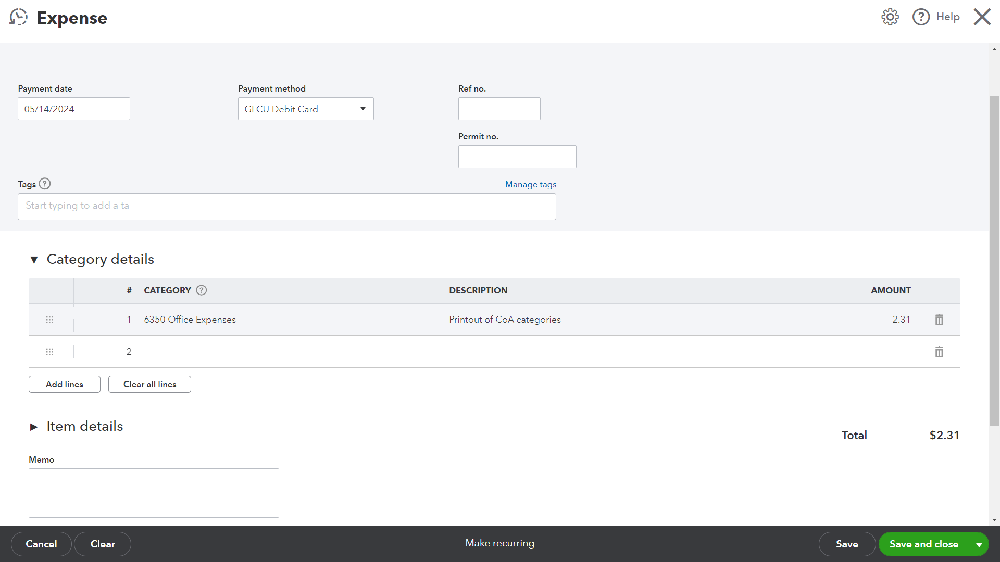 Expense
Help
Payment date
Payment method
Ref no.
05/14/2024
GLCU Debit Card
Permit no.
Tags
Manage tags
Start typing to add a ta
Category details
# CATEGORY DESCRIPTION AMOUNT
1 6350 Office Expenses Printout of CoA categories 2.31
2
Add lines
Clear all lines
Item details
Total $2.31
Memo
Cancel
Clear
Make recurring
Save
Save and close